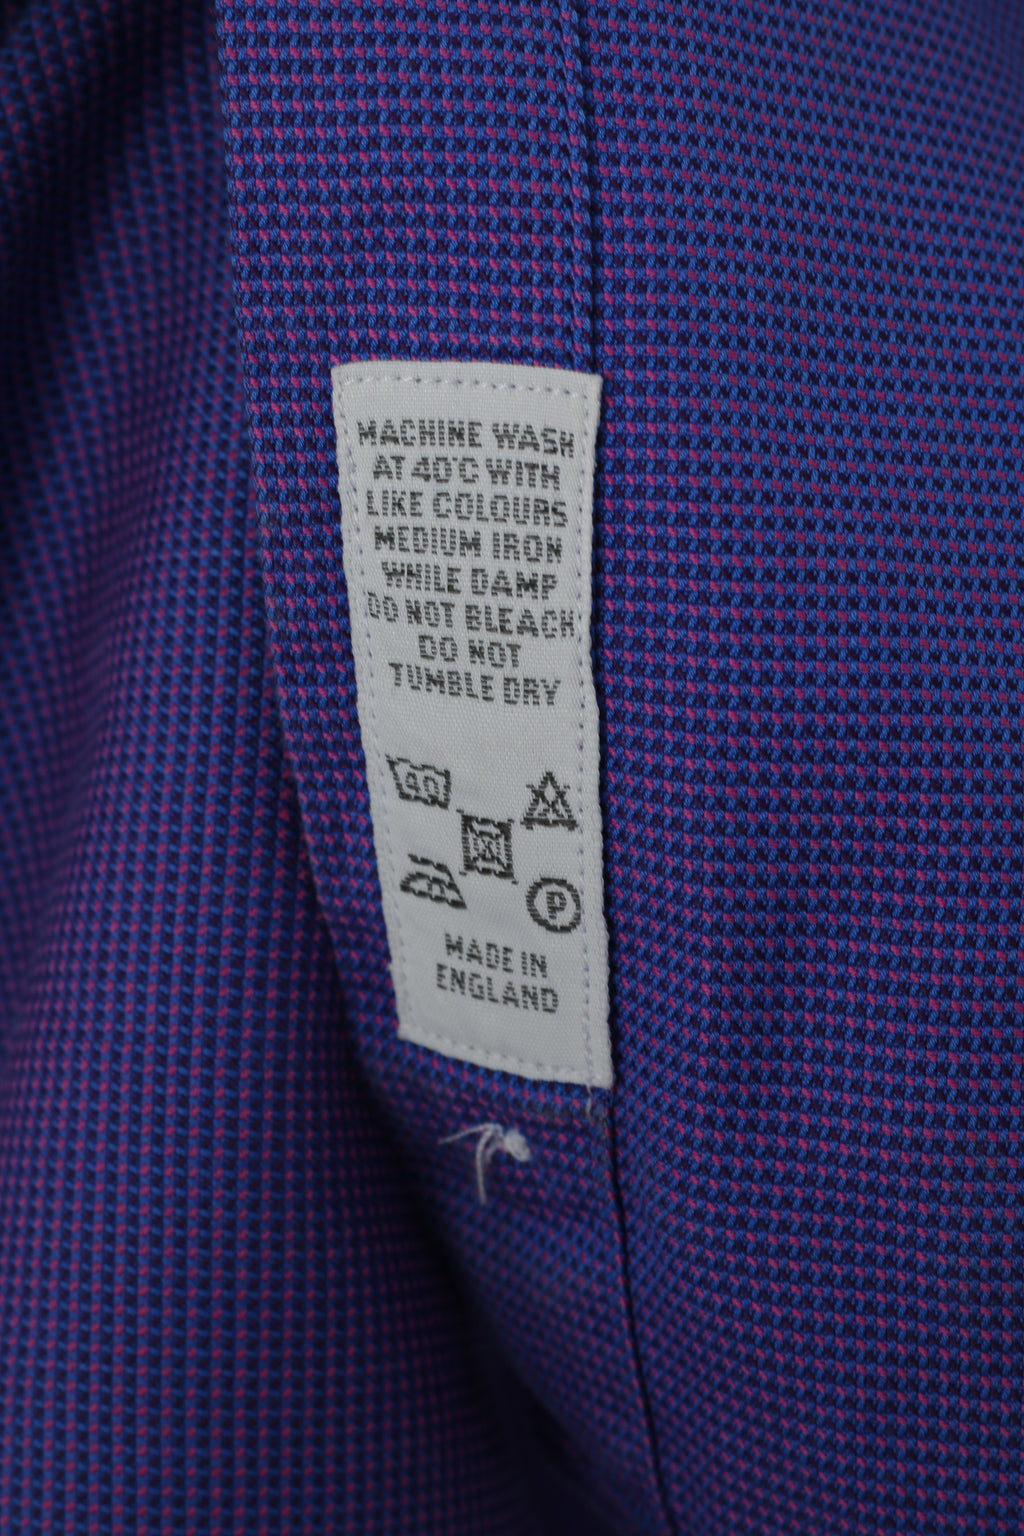 MACHINE WASH
AT 40°C WITH
LIKE COLOURS
MEDIUM IRON
WHILE DAMP
DO NOT BLEACH
DO NOT
TUMBLE DRY
40
P
MADE IN
ENGLAND